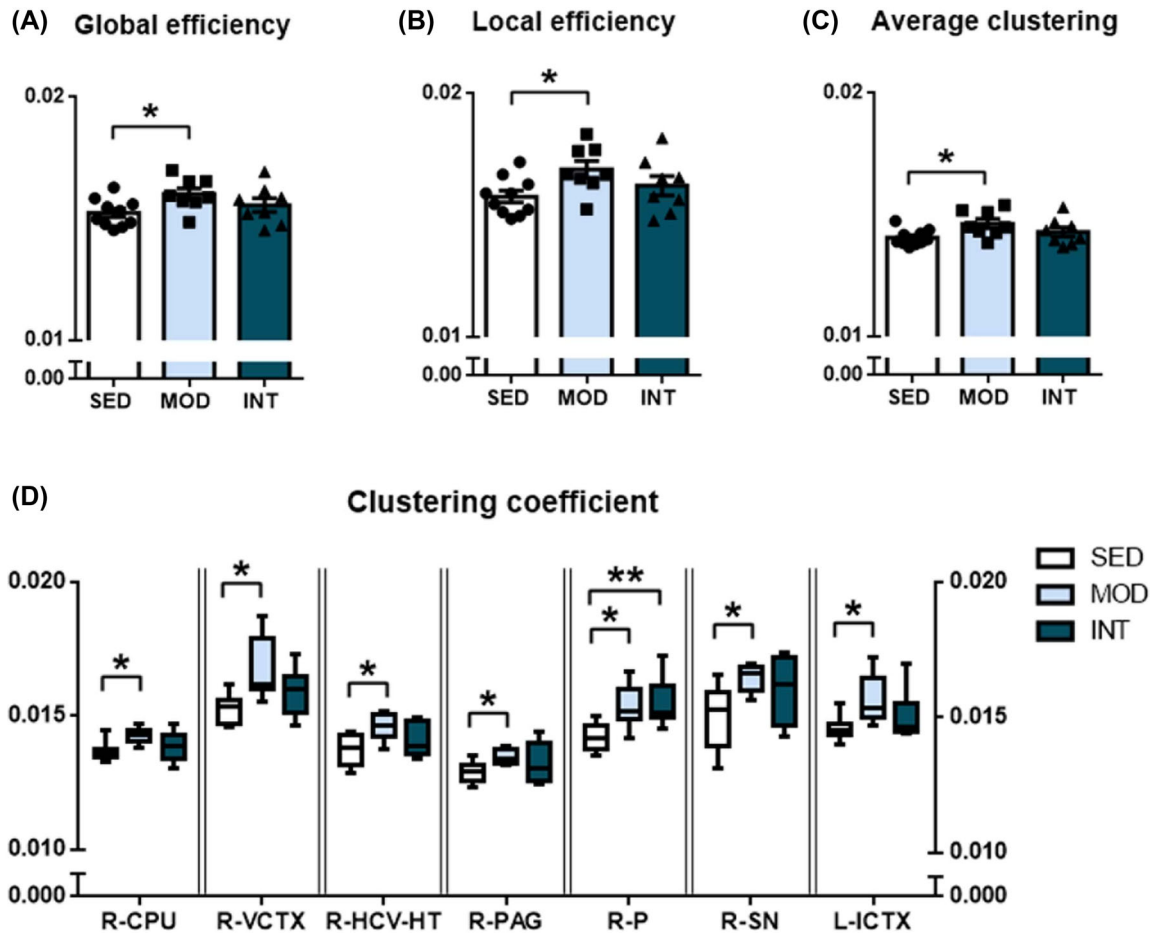 (A) Global efficiency
(B) Local efficiency
(C) Average clustering
0.02
*
0.01
0.00
SED MOD INT
0.02
*
0.01
0.00
SED MOD INT
0.02
*
0.01
0.00
SED MOD INT
(D) Clustering coefficient
SED
MOD
INT
0.020
0.015
0.010
0.000
* * * * * ** * *
0.020
0.015
0.010
0.000
R-CPU R-VCTX R-HCV-HT R-PAG R-P R-SN L-ICTX